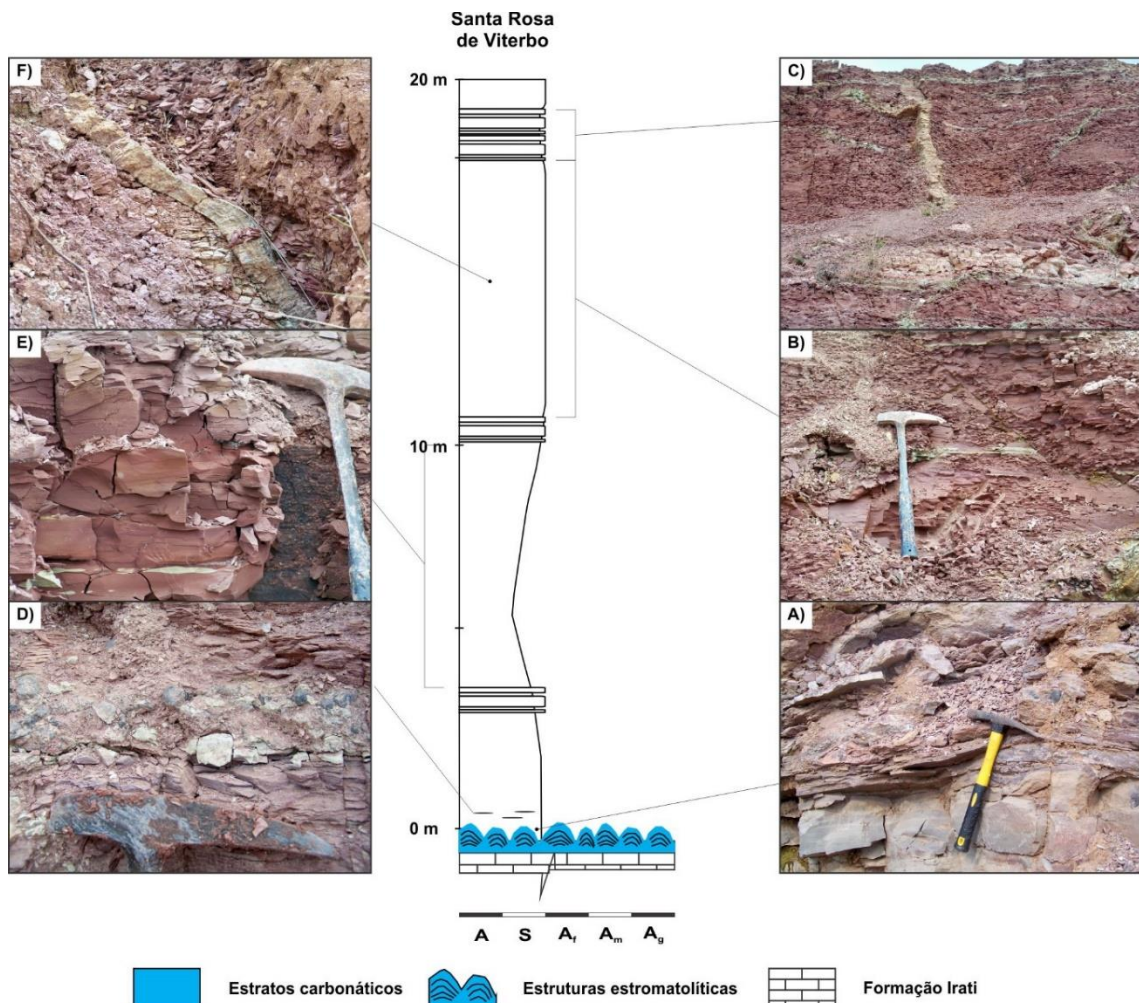 Santa Rosa
de Viterbo
F)
20 m
C)
E)
10 m
B)
D)
A)
0 m
A S Af Am Ag
Estratos carbonáticos Estruturas estromatolíticas Formação Irati